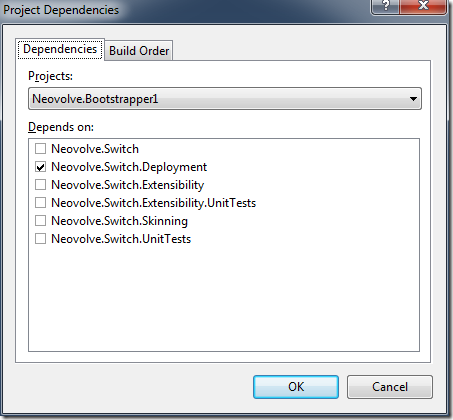 Project Dependencies
Dependencies
Build Order
Projects:
Neovolve.Bootstrapper1
Depends on:
Neovolve.Switch
Neovolve.Switch.Deployment
Neovolve.Switch.Extensibility
Neovolve.Switch.Extensibility.UnitTests
Neovolve.Switch.Skinning
Neovolve.Switch.UnitTests
OK
Cancel